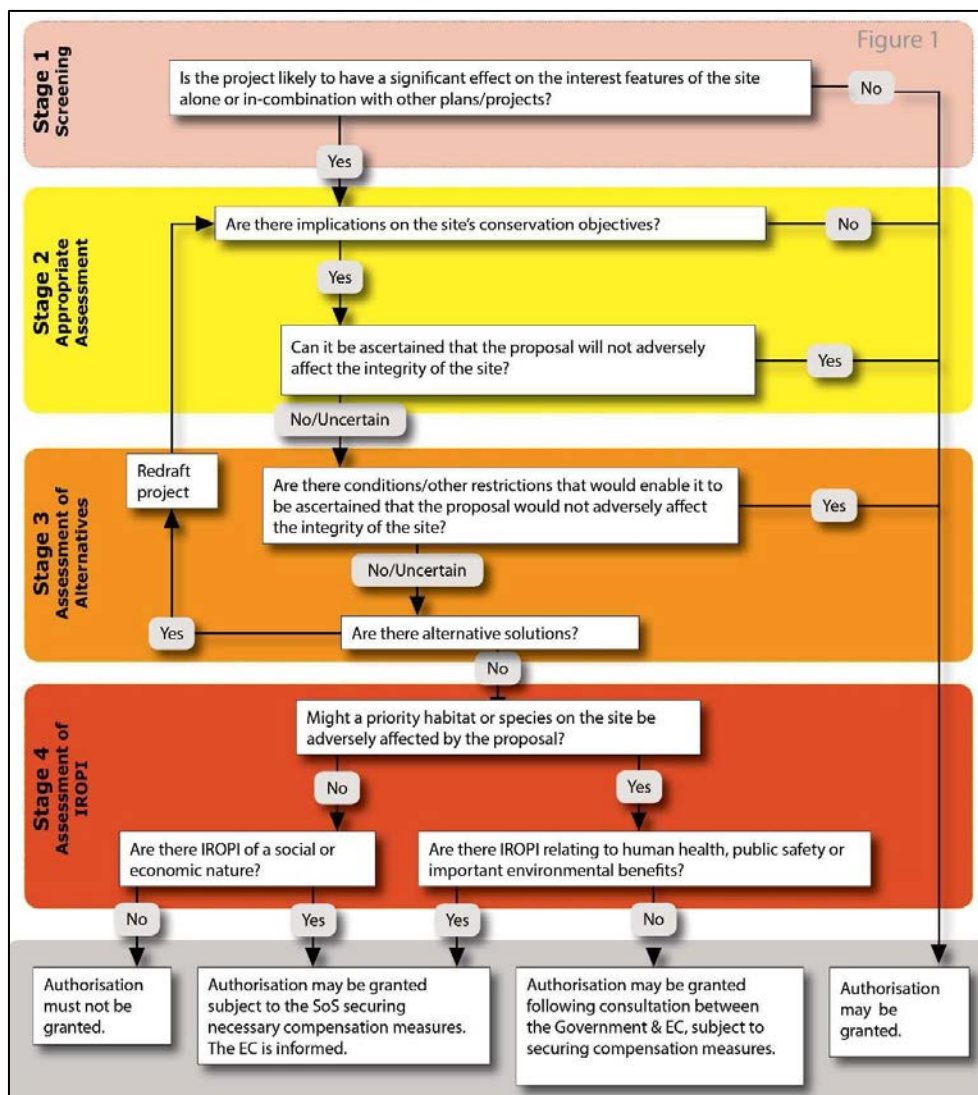 Figure 1
Stage 1
Screening
Is the project likely to have a significant effect on the interest features of the site
alone or in-combination with other plans/projects?
No
Yes
Stage 2
Appropriate
Assessment
Are there implications on the site's conservation objectives?
No
Yes
Can it be ascertained that the proposal will not adversely
affect the integrity of the site?
Yes
No/Uncertain
Stage 3
Assessment of
Alternatives
Redraft
project
Are there conditions/other restrictions that would enable it to
be ascertained that the proposal would not adversely affect
the integrity of the site?
Yes
No/Uncertain
Yes
Are there alternative solutions?
No
Stage 4
Assessment of
IROPI
Might a priority habitat or species on the site be
adversely affected by the proposal?
No
Yes
Are there IROPI of a social or
economic nature?
Are there IROPI relating to human health, public safety or
important environmental benefits?
No
Yes
Yes
No
Authorisation
must not be
granted.
Authorisation may be granted
subject to the SoS securing
necessary compensation measures.
The EC is informed.
Authorisation may be granted
following consultation between
the Government & EC, subject to
securing compensation measures.
Authorisation
may be
granted.